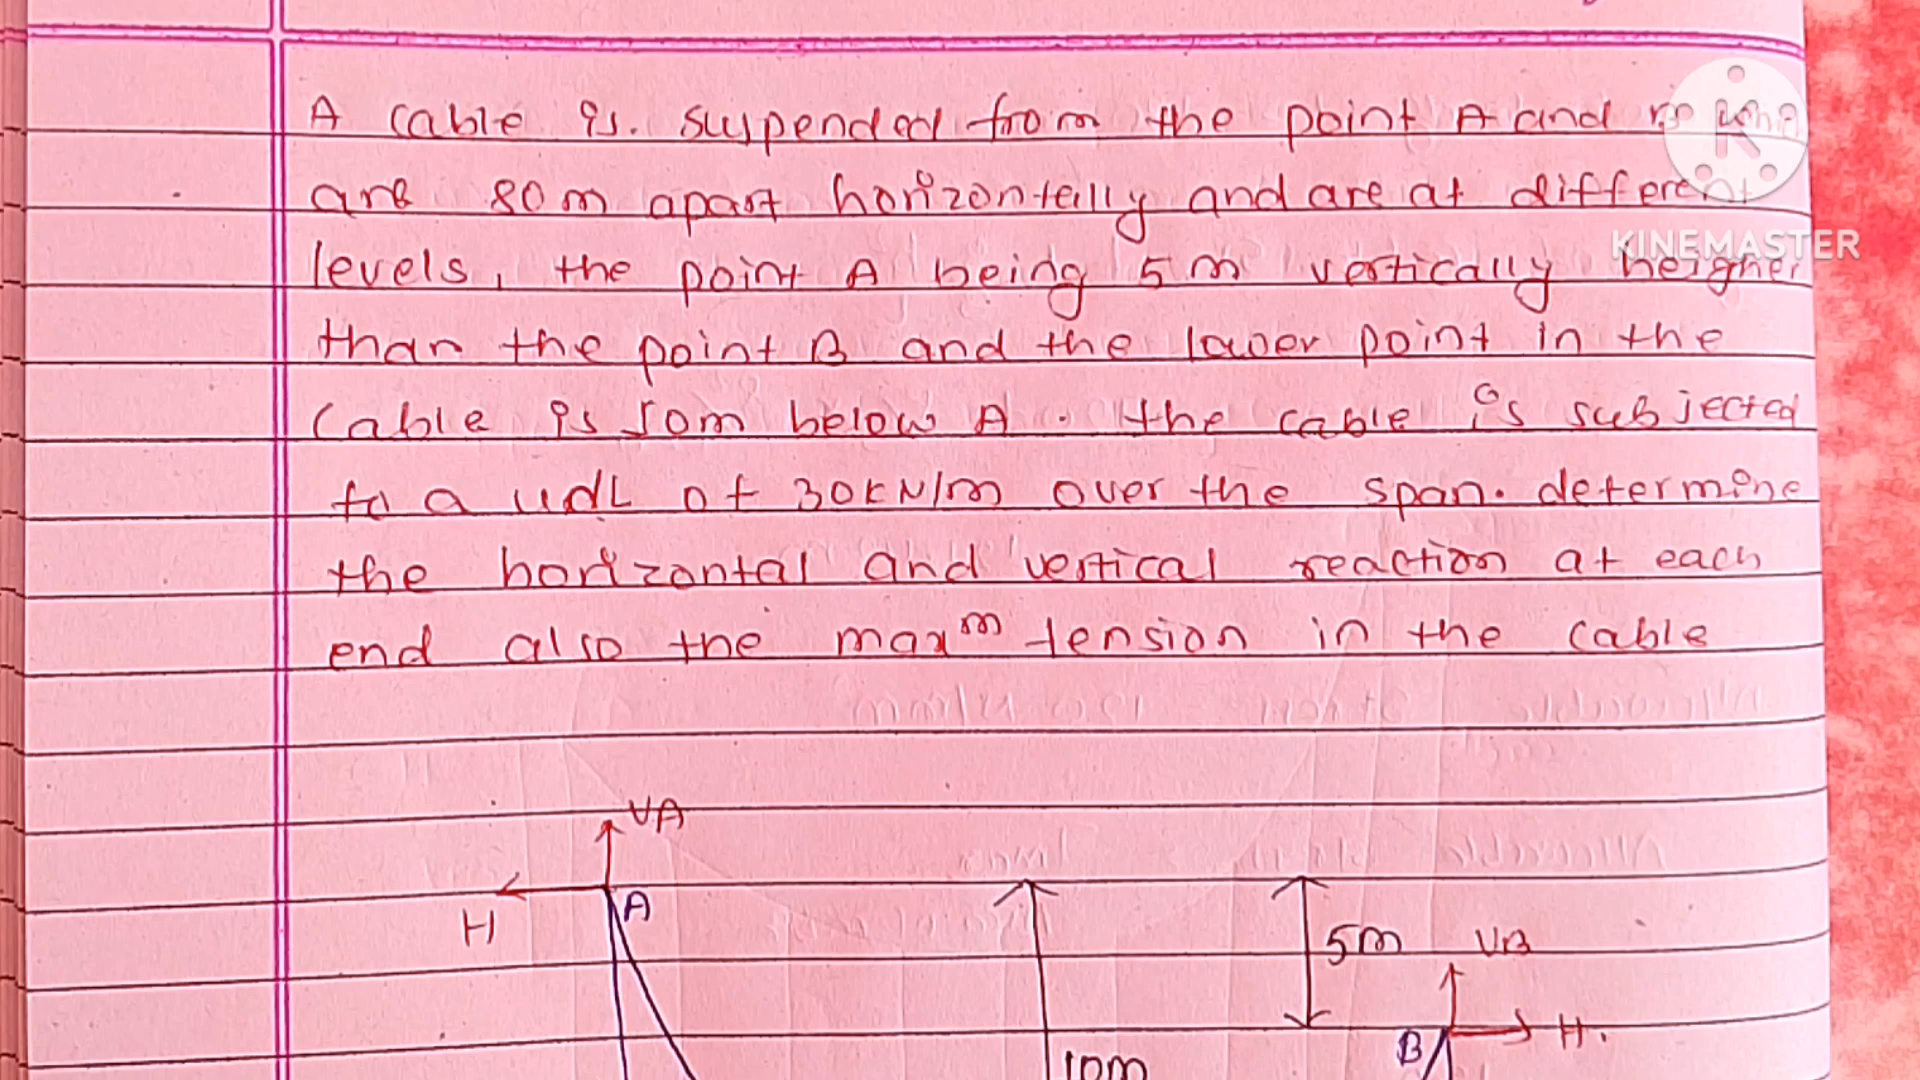 A cable is. suspended from the point A and B
are 80m apart horizontally and are at different
levels, the point A being 5m vertically heigher
than the point B and the lower point in the
cable is 10m below A. the cable is subjected
to a udL of 30kN/m over the span. determine
the horizontal and vertical reaction at each
end also the maxᵐ tension in the cable
KINEMASTER
VA
H A
5m VB
B H.
10m